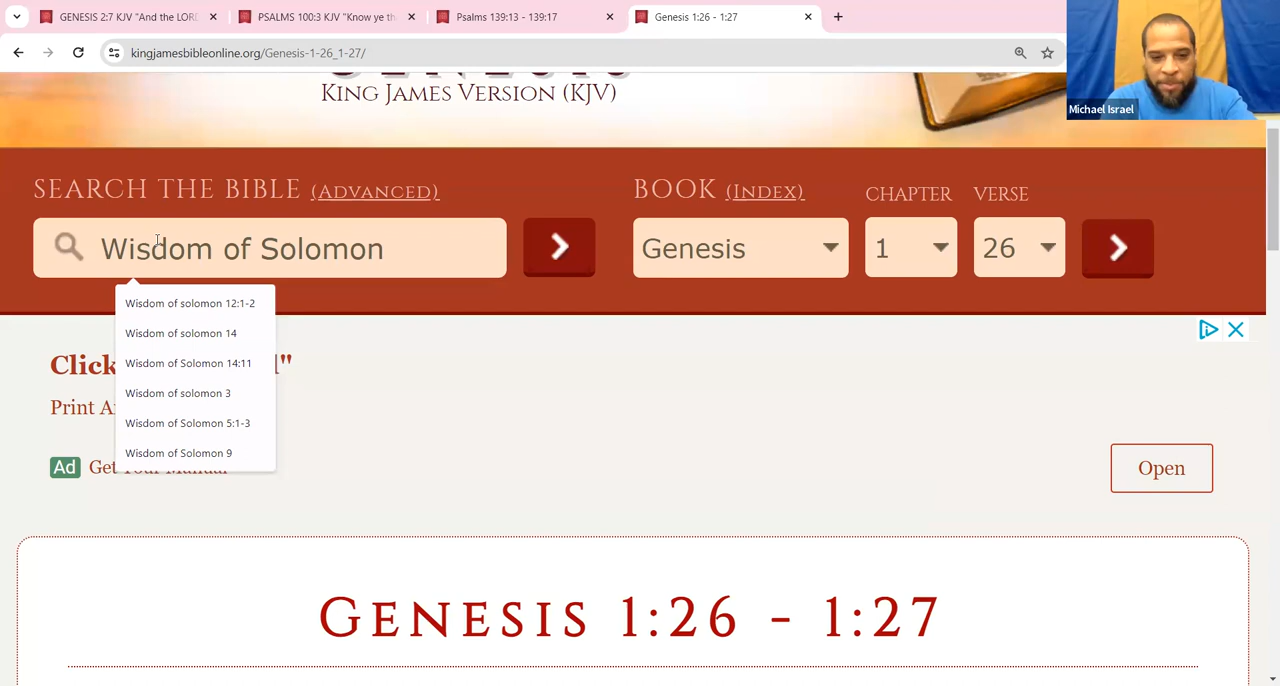 GENESIS 2:7 KJV "And the LORD
PSALMS 100:3 KJV "Know ye th
Psalms 139:13 - 139:17
Genesis 1:26 - 1:27
kingjamesbibleonline.org/Genesis-1-26_1-27/
Michael Israel
King James Version (KJV)
Search the Bible (Advanced)
Book (Index)
Chapter
Verse
Wisdom of Solomon
Genesis
1
26
Wisdom of solomon 12:1-2
Wisdom of solomon 14
Wisdom of Solomon 14:11
Wisdom of solomon 3
Wisdom of Solomon 5:1-3
Wisdom of Solomon 9
Click
Print
Ad
Open
Genesis 1:26 - 1:27